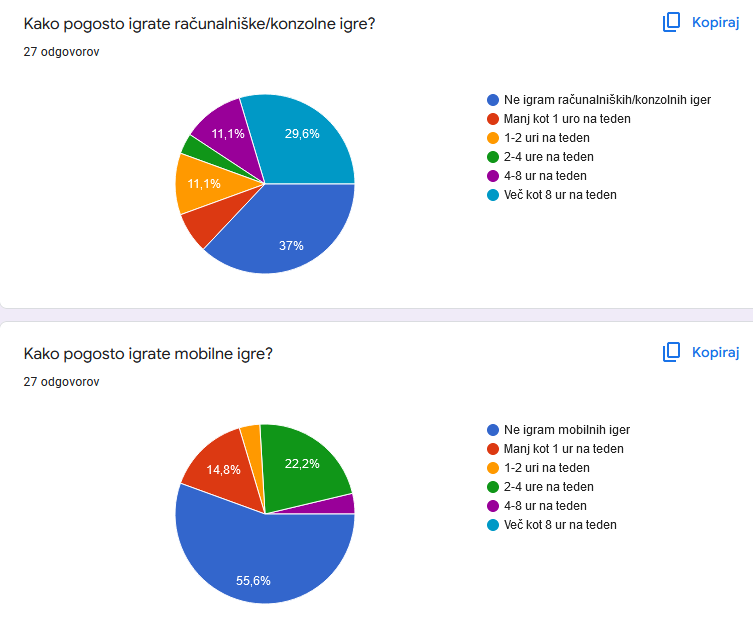 Kako pogosto igrate računalniške/konzolne igre?
Kopiraj
27 odgovorov
Ne igram računalniških/konzolnih iger
Manj kot 1 uro na teden
1-2 uri na teden
2-4 ure na teden
4-8 ur na teden
Več kot 8 ur na teden
11,1%
29,6%
11,1%
37%
Kako pogosto igrate mobilne igre?
Kopiraj
27 odgovorov
Ne igram mobilnih iger
Manj kot 1 ur na teden
1-2 uri na teden
2-4 ure na teden
4-8 ur na teden
Več kot 8 ur na teden
14,8%
22,2%
55,6%